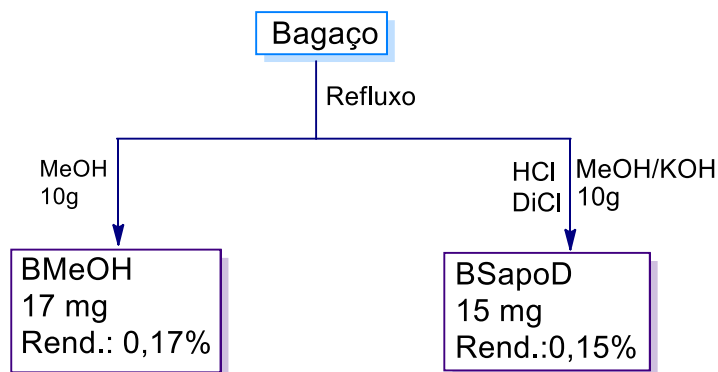 Bagaço
Refluxo
MeOH
10g
HCl
DiCl
MeOH/KOH
10g
BMeOH
17 mg
Rend.: 0,17%
BSapoD
15 mg
Rend.:0,15%